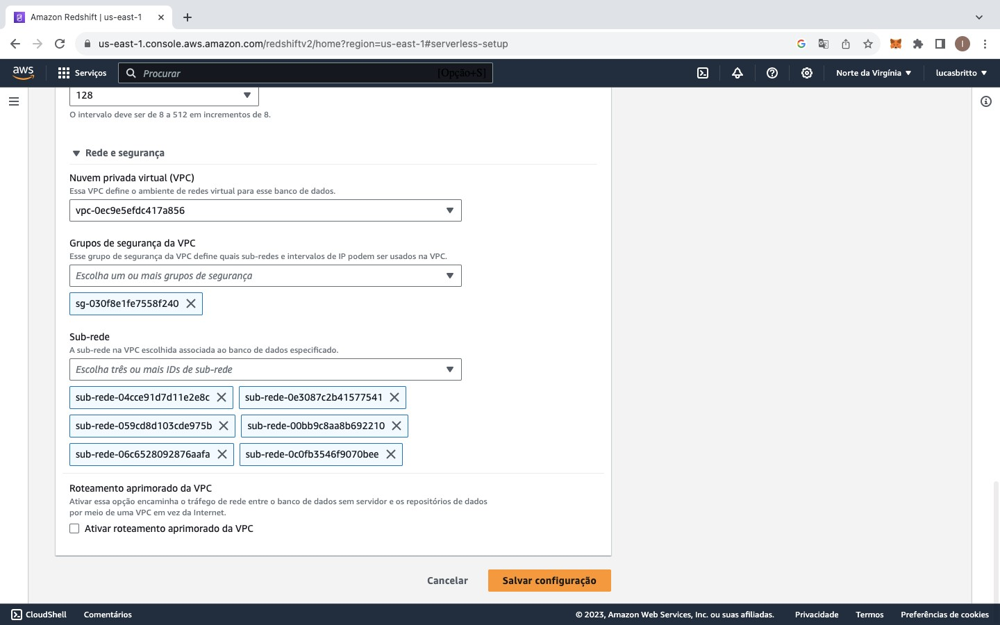 Amazon Redshift | us-east-1
us-east-1.console.aws.amazon.com/redshiftv2/home?region=us-east-1#serverless-setup
I
aws
Serviços
Procurar
[Opção+S]
Norte da Virgínia
lucasbritto
128
O intervalo deve ser de 8 a 512 em incrementos de 8.
Rede e segurança
Nuvem privada virtual (VPC)
Essa VPC define o ambiente de redes virtual para esse banco de dados.
vpc-0ec9e5efdc417a856
Grupos de segurança da VPC
Esse grupo de segurança da VPC define quais sub-redes e intervalos de IP podem ser usados na VPC.
Escolha um ou mais grupos de segurança
sg-030f8e1fe7558f240
Sub-rede
A sub-rede na VPC escolhida associada ao banco de dados especificado.
Escolha três ou mais IDs de sub-rede
sub-rede-04cce91d7d11e2e8c sub-rede-0e3087c2b41577541
sub-rede-059cd8d103cde975b sub-rede-00bb9c8aa8b692210
sub-rede-06c6528092876aafa sub-rede-0c0fb3546f9070bee
Roteamento aprimorado da VPC
Ativar essa opção encaminha o tráfego de rede entre o banco de dados sem servidor e os repositórios de dados
por meio de uma VPC em vez da Internet.
Ativar roteamento aprimorado da VPC
Cancelar
Salvar configuração
CloudShell
Comentários
© 2023, Amazon Web Services, Inc. ou suas afiliadas.
Privacidade
Termos
Preferências de cookies